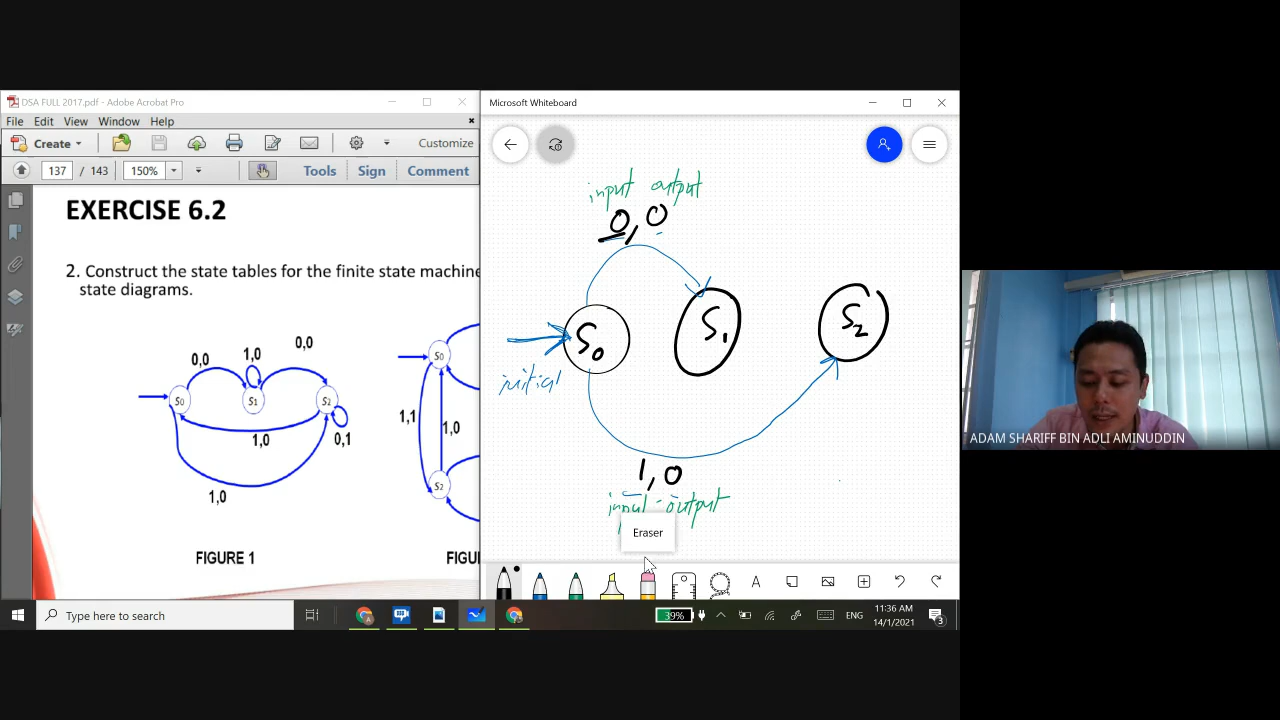 DSA FULL 2017.pdf - Adobe Acrobat Pro
File Edit View Window Help
Create
Customize
137 / 143 150%
Tools Sign Comment
EXERCISE 6.2
2. Construct the state tables for the finite state machine
state diagrams.
0,0 1,0 0,0
S0 S1 S2
1,0 0,1
1,0
FIGURE 1
S0
1,1 1,0
S2
FIGU
Microsoft Whiteboard
input output
0, 0
S0 S1 S2
initial
1, 0
input output
Eraser
ADAM SHARIFF BIN ADLI AMINUDDIN
Type here to search
39%
ENG
11:36 AM
14/1/2021
3